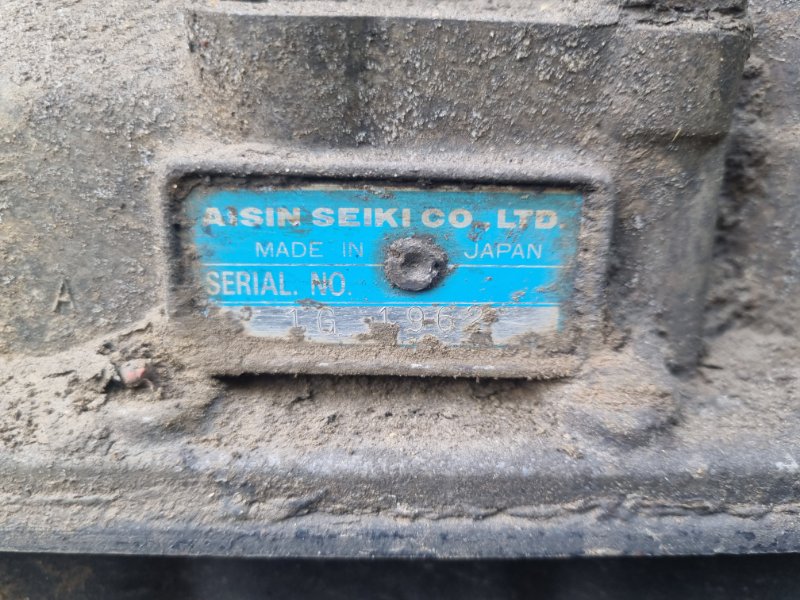 AISIN SEIKI CO., LTD.
MADE IN JAPAN
SERIAL. NO.
1G 1962
A